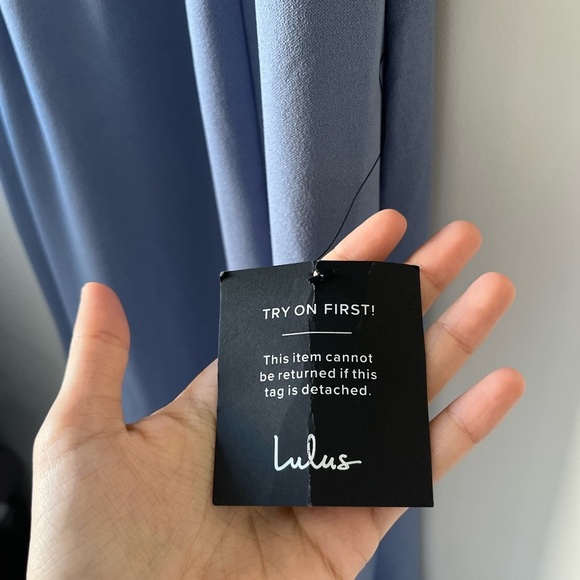 TRY ON FIRST!
This item cannot
be returned if this
tag is detached.
Lulus